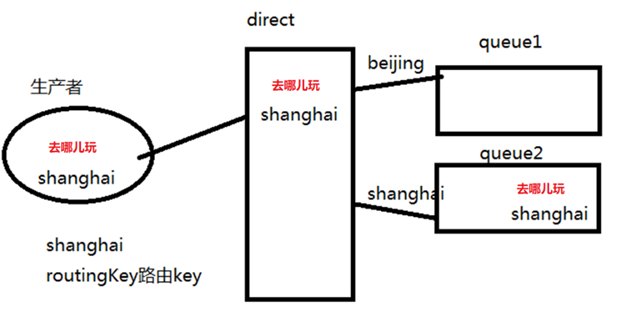 direct
生产者
去哪儿玩
shanghai
shanghai
routingKey路由key
去哪儿玩
shanghai
beijing
shanghai
queue1
queue2
去哪儿玩
shanghai